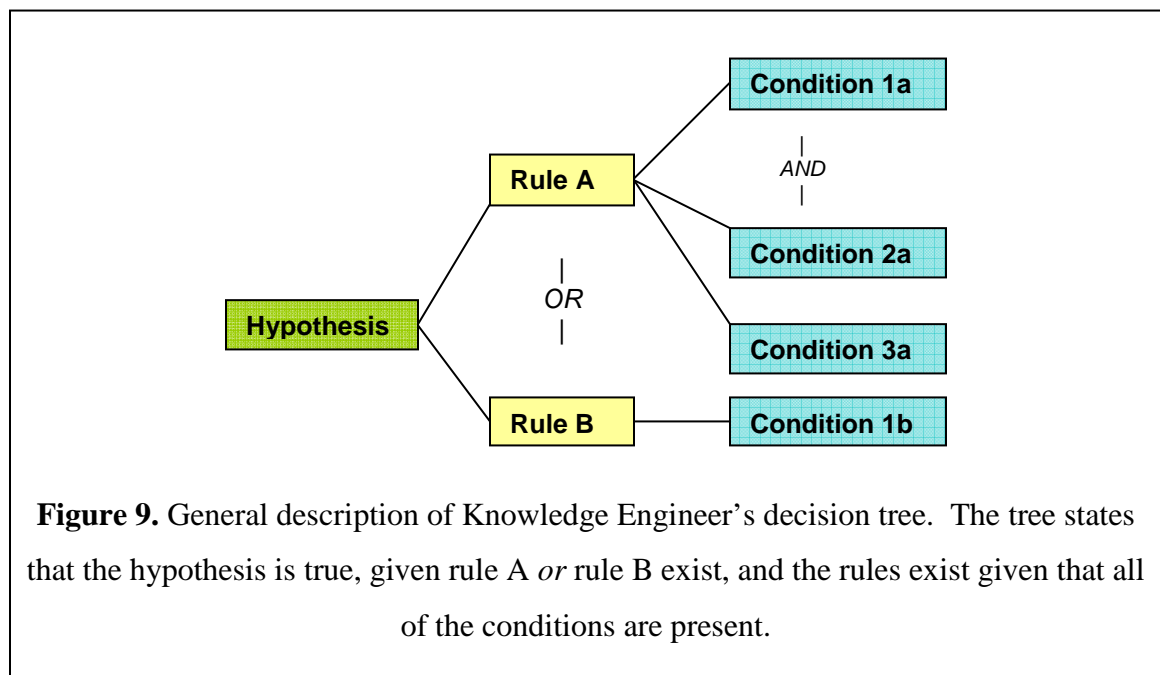 Condition 1a
AND
Rule A
Condition 2a
OR
Hypothesis
Condition 3a
Rule B
Condition 1b
Figure 9. General description of Knowledge Engineer’s decision tree.  The tree states
that the hypothesis is true, given rule A or rule B exist, and the rules exist given that all
of the conditions are present.